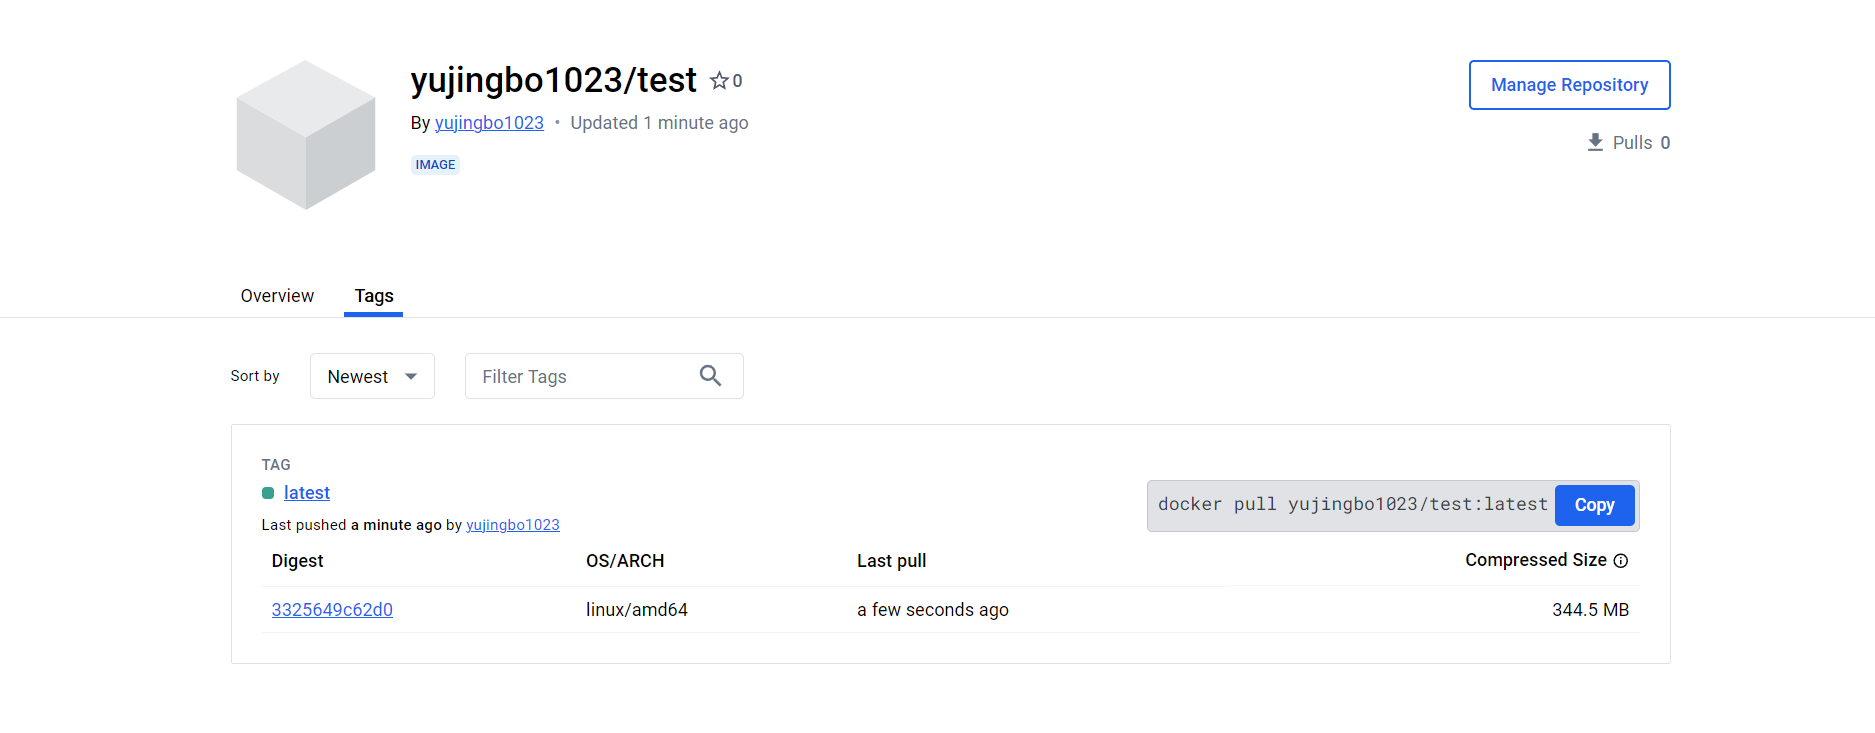 yujingbo1023/test 0
Manage Repository
By yujingbo1023 • Updated 1 minute ago
Pulls 0
IMAGE
Overview Tags
Sort by Newest Filter Tags
TAG
latest
docker pull yujingbo1023/test:latest Copy
Last pushed a minute ago by yujingbo1023
Digest OS/ARCH Last pull Compressed Size
3325649c62d0 linux/amd64 a few seconds ago 344.5 MB